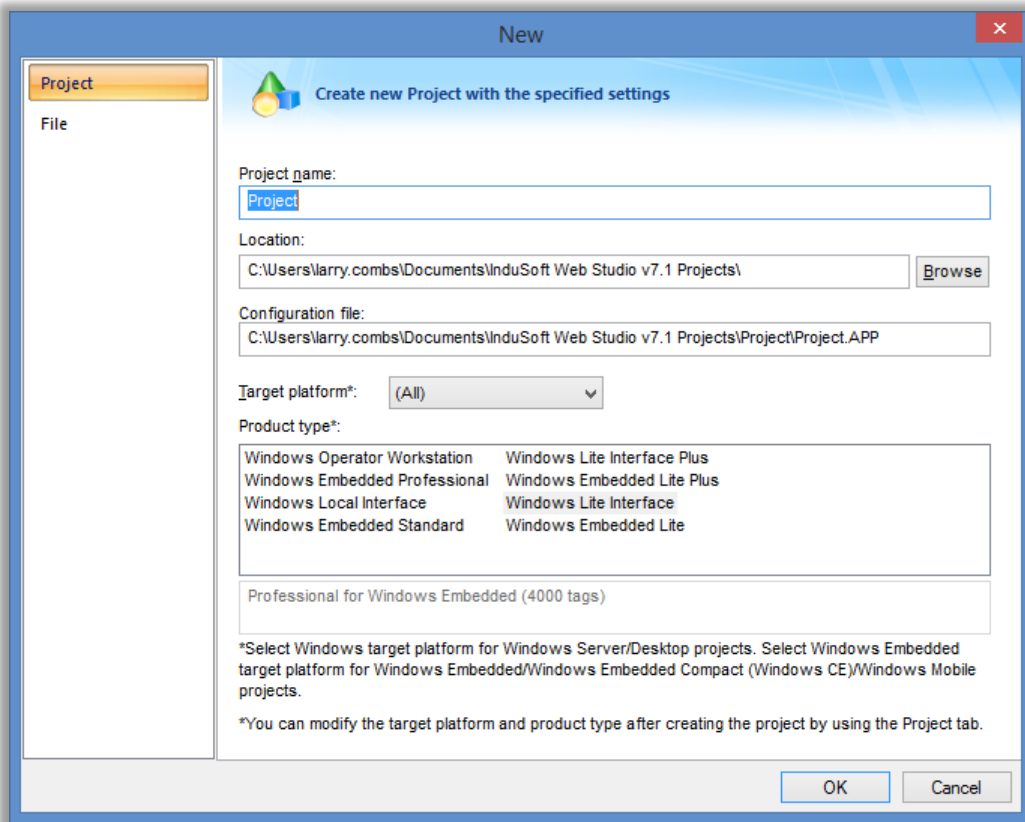 New
Project
File
Create new Project with the specified settings
Project name:
Project
Location:
C:\Users\larry.combs\Documents\InduSoft Web Studio v7.1 Projects\
Browse
Configuration file:
C:\Users\larry.combs\Documents\InduSoft Web Studio v7.1 Projects\Project\Project.APP
Target platform*:
(All)
Product type*:
Windows Operator Workstation
Windows Embedded Professional
Windows Local Interface
Windows Embedded Standard
Windows Lite Interface Plus
Windows Embedded Lite Plus
Windows Lite Interface
Windows Embedded Lite
Professional for Windows Embedded (4000 tags)
*Select Windows target platform for Windows Server/Desktop projects. Select Windows Embedded
target platform for Windows Embedded/Windows Embedded Compact (Windows CE)/Windows Mobile
projects.
*You can modify the target platform and product type after creating the project by using the Project tab.
OK
Cancel